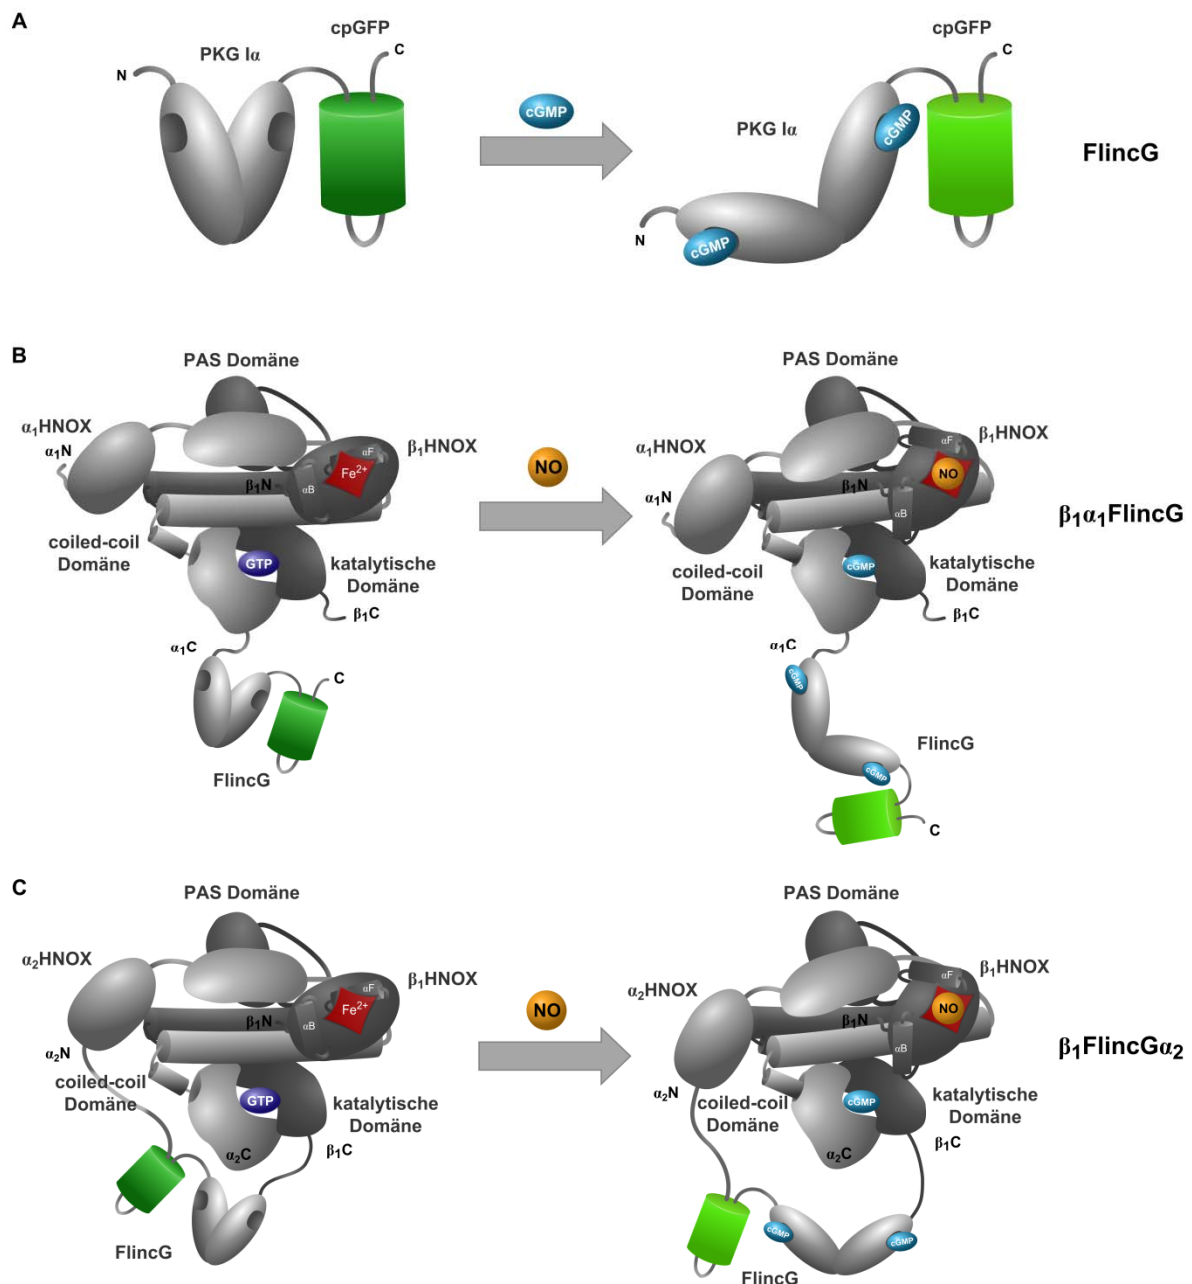 A
cpGFP
PKG Iα
N
C
cGMP
cpGFP
C
PKG Iα
cGMP
N
cGMP
FlincG
B
PAS Domäne
α₁HNOX
α₁N
β₁HNOX
αF
Fe²⁺
β₁N
αB
coiled-coil
Domäne
GTP
katalytische
Domäne
β₁C
α₁C
C
FlincG
NO
PAS Domäne
α₁HNOX
α₁N
β₁HNOX
αF
NO
β₁N
αB
coiled-coil
Domäne
cGMP
katalytische
Domäne
β₁C
α₁C
cGMP
FlincG
cGMP
C
β₁α₁FlincG
C
PAS Domäne
α₂HNOX
β₁HNOX
αF
Fe²⁺
β₁N
αB
α₂N
coiled-coil
Domäne
GTP
katalytische
Domäne
α₂C
β₁C
FlincG
NO
PAS Domäne
α₂HNOX
β₁HNOX
αF
NO
β₁N
αB
α₂N
coiled-coil
Domäne
cGMP
katalytische
Domäne
α₂C
β₁C
cGMP
cGMP
FlincG
β₁FlincGα₂